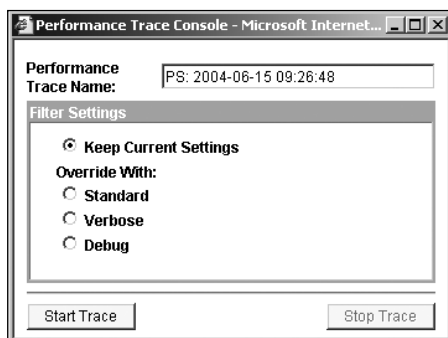 Performance Trace Console - Microsoft Internet...
Performance
Trace Name:
PS: 2004-06-15 09:26:48
Filter Settings
Keep Current Settings
Override With:
Standard
Verbose
Debug
Start Trace
Stop Trace